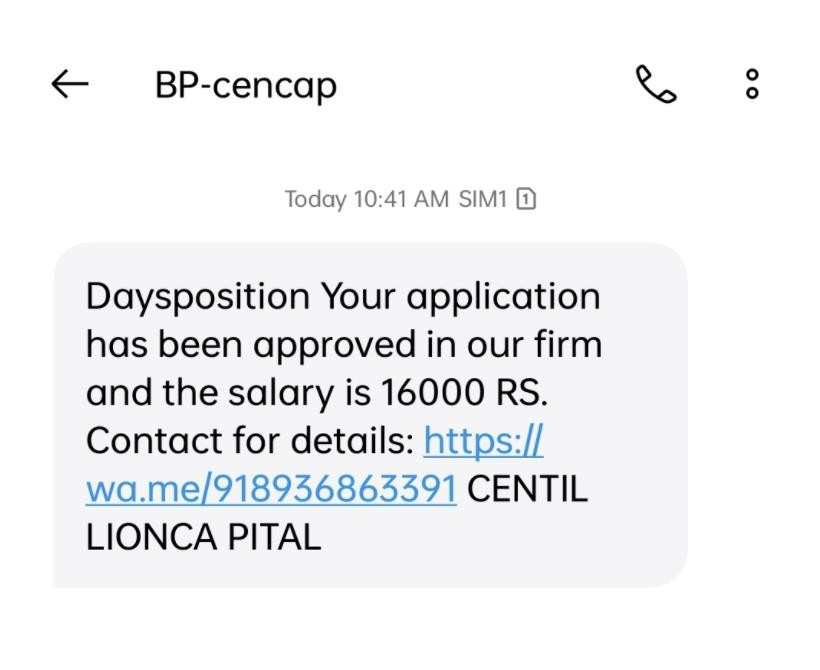 BP-cencap
Today 10:41 AM SIM1 1
Daysposition Your application
has been approved in our firm
and the salary is 16000 RS.
Contact for details: https://
wa.me/918936863391 CENTIL
LIONCA PITAL